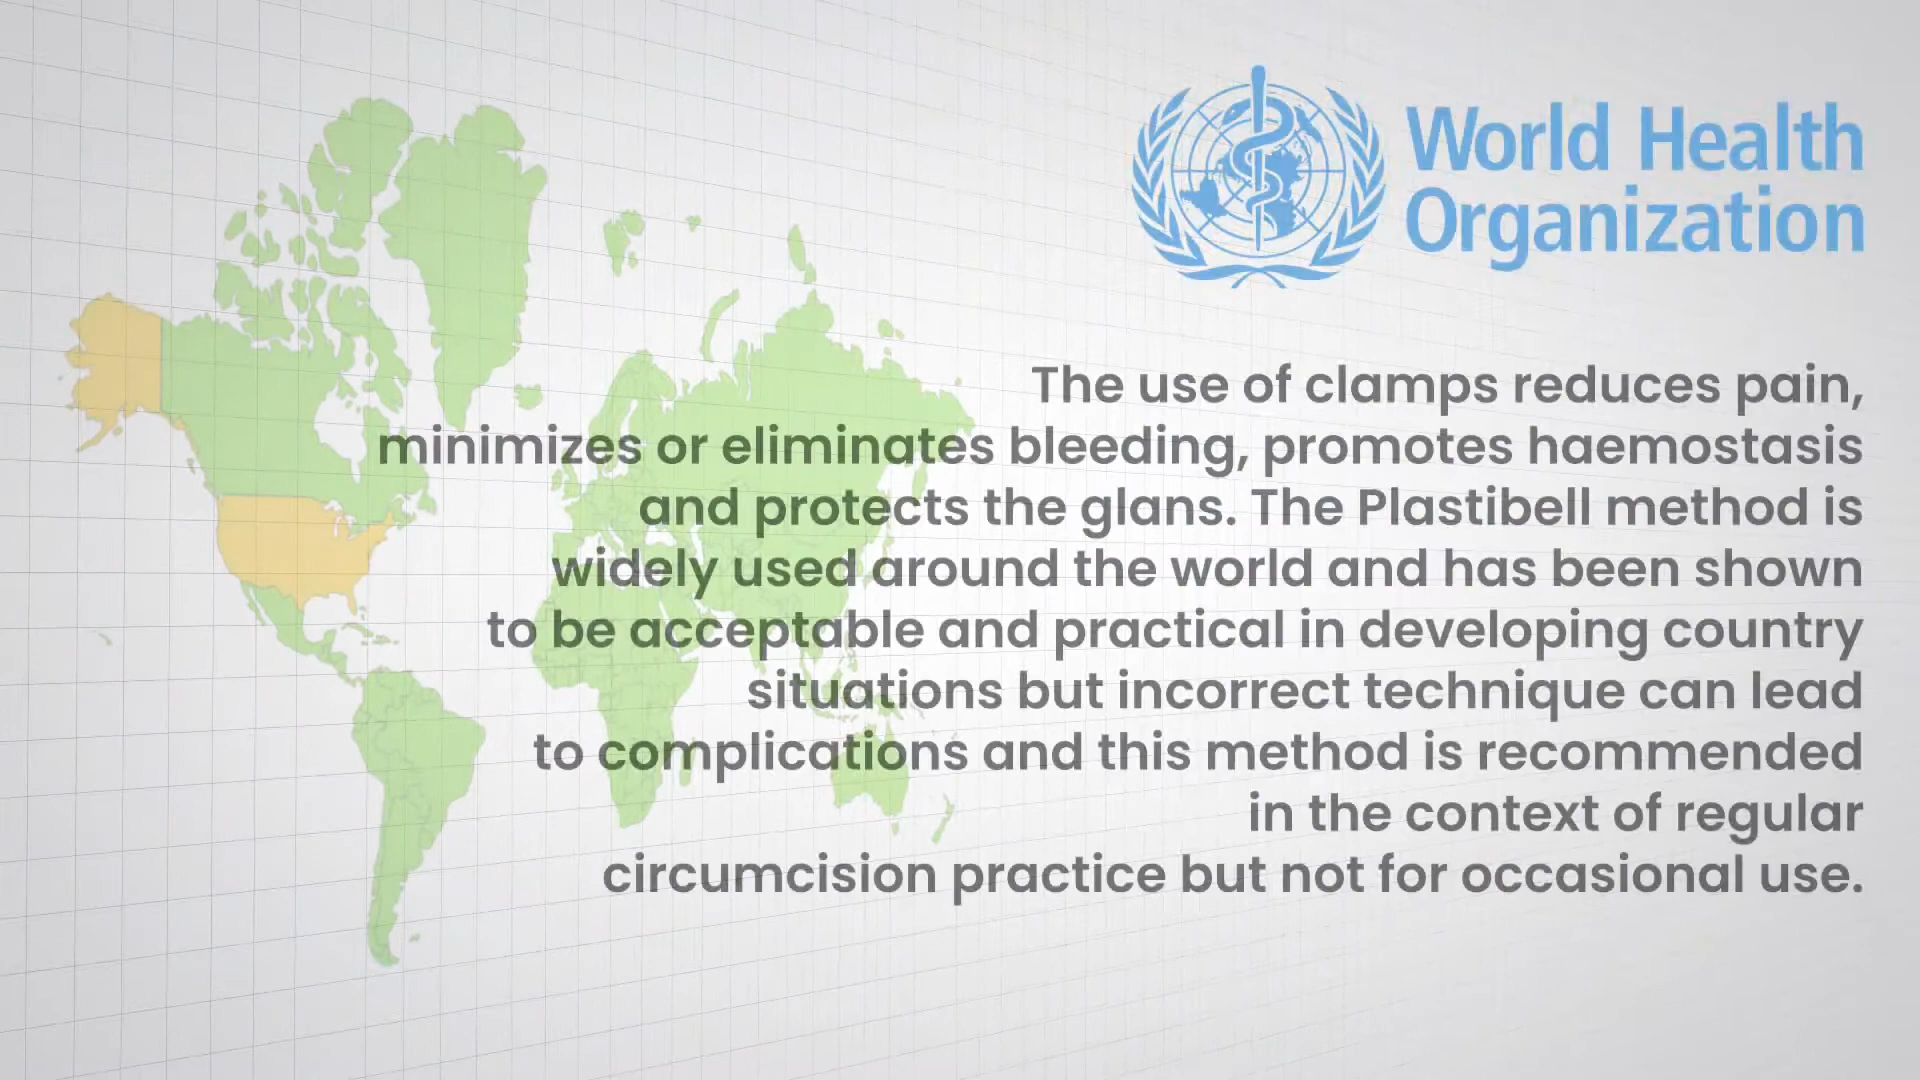 World Health
Organization
The use of clamps reduces pain,
minimizes or eliminates bleeding, promotes haemostasis
and protects the glans. The Plastibell method is
widely used around the world and has been shown
to be acceptable and practical in developing country
situations but incorrect technique can lead
to complications and this method is recommended
in the context of regular
circumcision practice but not for occasional use.